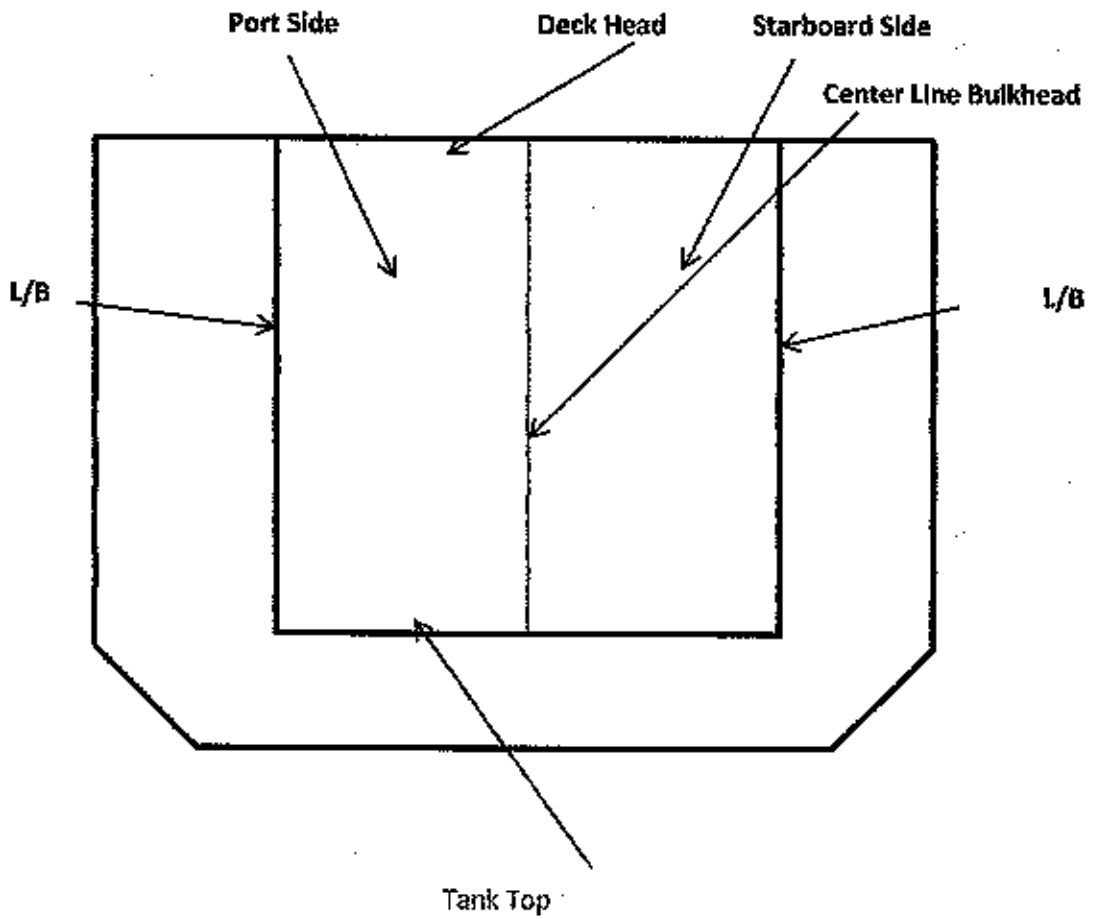 Port Side
Deck Head
Starboard Side
Center Line Bulkhead
L/B
L/B
Tank Top